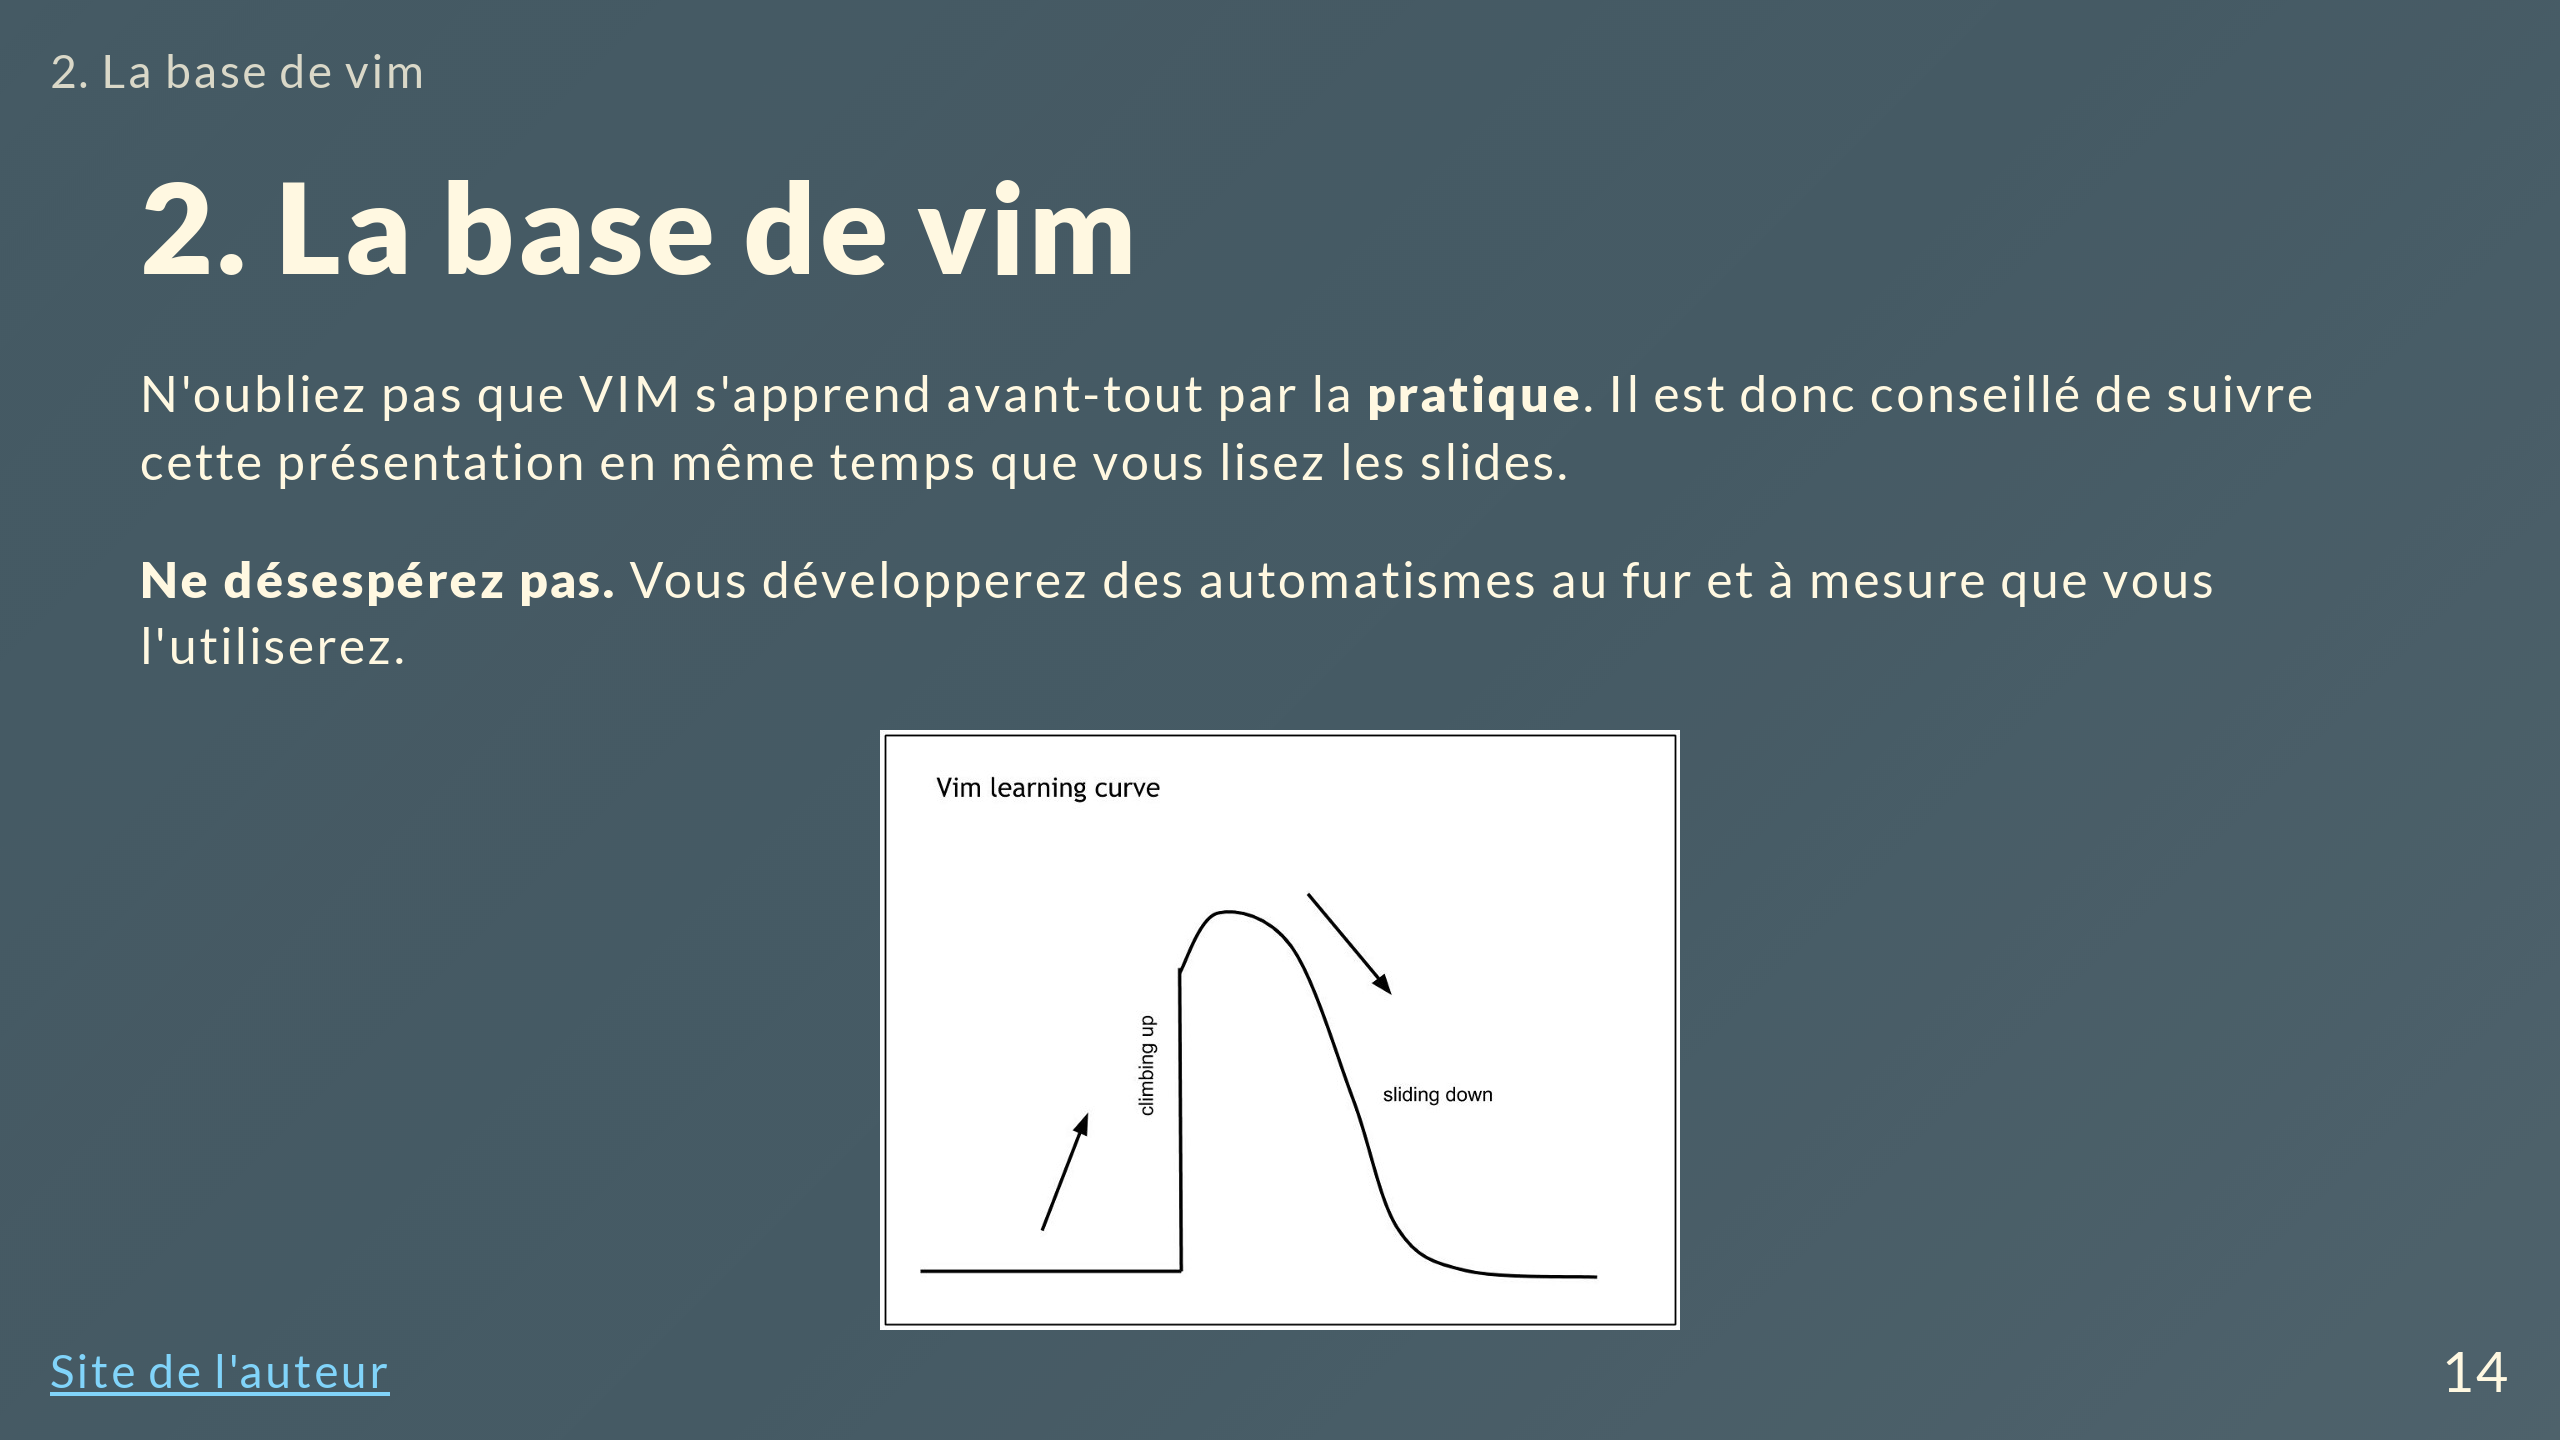 2. La base de vim
2. La base de vim
N'oubliez pas que VIM s'apprend avant-tout par la pratique. Il est donc conseillé de suivre
cette présentation en même temps que vous lisez les slides.
Ne désespérez pas. Vous développerez des automatismes au fur et à mesure que vous
l'utiliserez.
Vim learning curve
climbing up
sliding down
Site de l'auteur
14